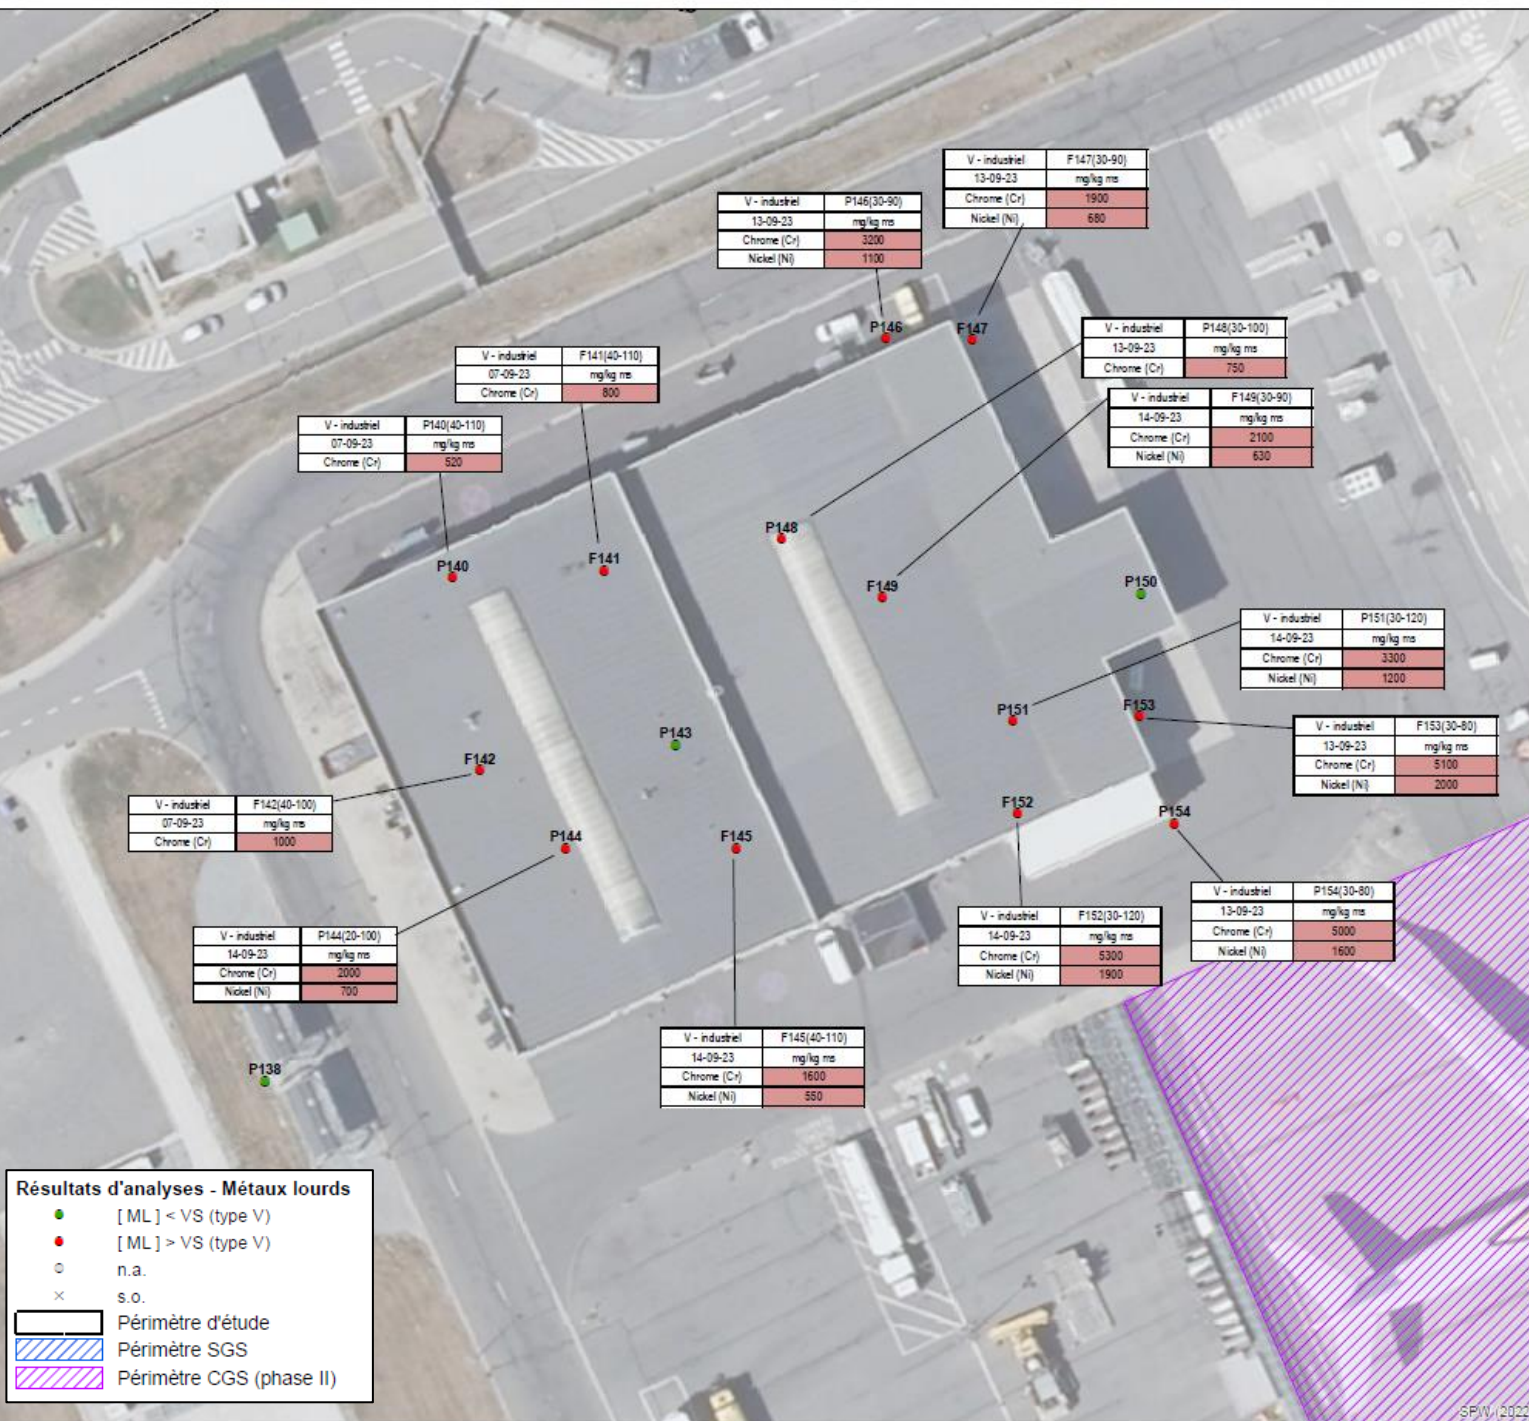 V - industriel F147(30-90)
13-09-23 mg/kg ms
Chrome (Cr) 1900
Nickel (Ni) 680
V - industriel P146(30-90)
13-09-23 mg/kg ms
Chrome (Cr) 3200
Nickel (Ni) 1100
P146
F147
V - industriel P148(30-100)
13-09-23 mg/kg ms
Chrome (Cr) 750
V - industriel F141(40-110)
07-09-23 mg/kg ms
Chrome (Cr) 800
V - industriel F149(30-90)
14-09-23 mg/kg ms
Chrome (Cr) 2100
Nickel (Ni) 630
V - industriel P140(40-110)
07-09-23 mg/kg ms
Chrome (Cr) 520
P148
P140
F141
F149
P150
V - industriel P151(30-120)
14-09-23 mg/kg ms
Chrome (Cr) 3300
Nickel (Ni) 1200
P151
F153
P143
F142
V - industriel F153(30-80)
13-09-23 mg/kg ms
Chrome (Cr) 5100
Nickel (Ni) 2000
V - industriel F142(40-100)
07-09-23 mg/kg ms
Chrome (Cr) 1000
F152
P154
P144
F145
V - industriel P154(30-80)
13-09-23 mg/kg ms
Chrome (Cr) 5000
Nickel (Ni) 1600
V - industriel F152(30-120)
14-09-23 mg/kg ms
Chrome (Cr) 5300
Nickel (Ni) 1900
V - industriel P144(20-100)
14-09-23 mg/kg ms
Chrome (Cr) 2000
Nickel (Ni) 700
V - industriel F145(40-110)
14-09-23 mg/kg ms
Chrome (Cr) 1600
Nickel (Ni) 550
P138
Résultats d'analyses - Métaux lourds
[ ML ] < VS (type V)
[ ML ] > VS (type V)
n.a.
s.o.
Périmètre d'étude
Périmètre SGS
Périmètre CGS (phase II)
SPW (2022